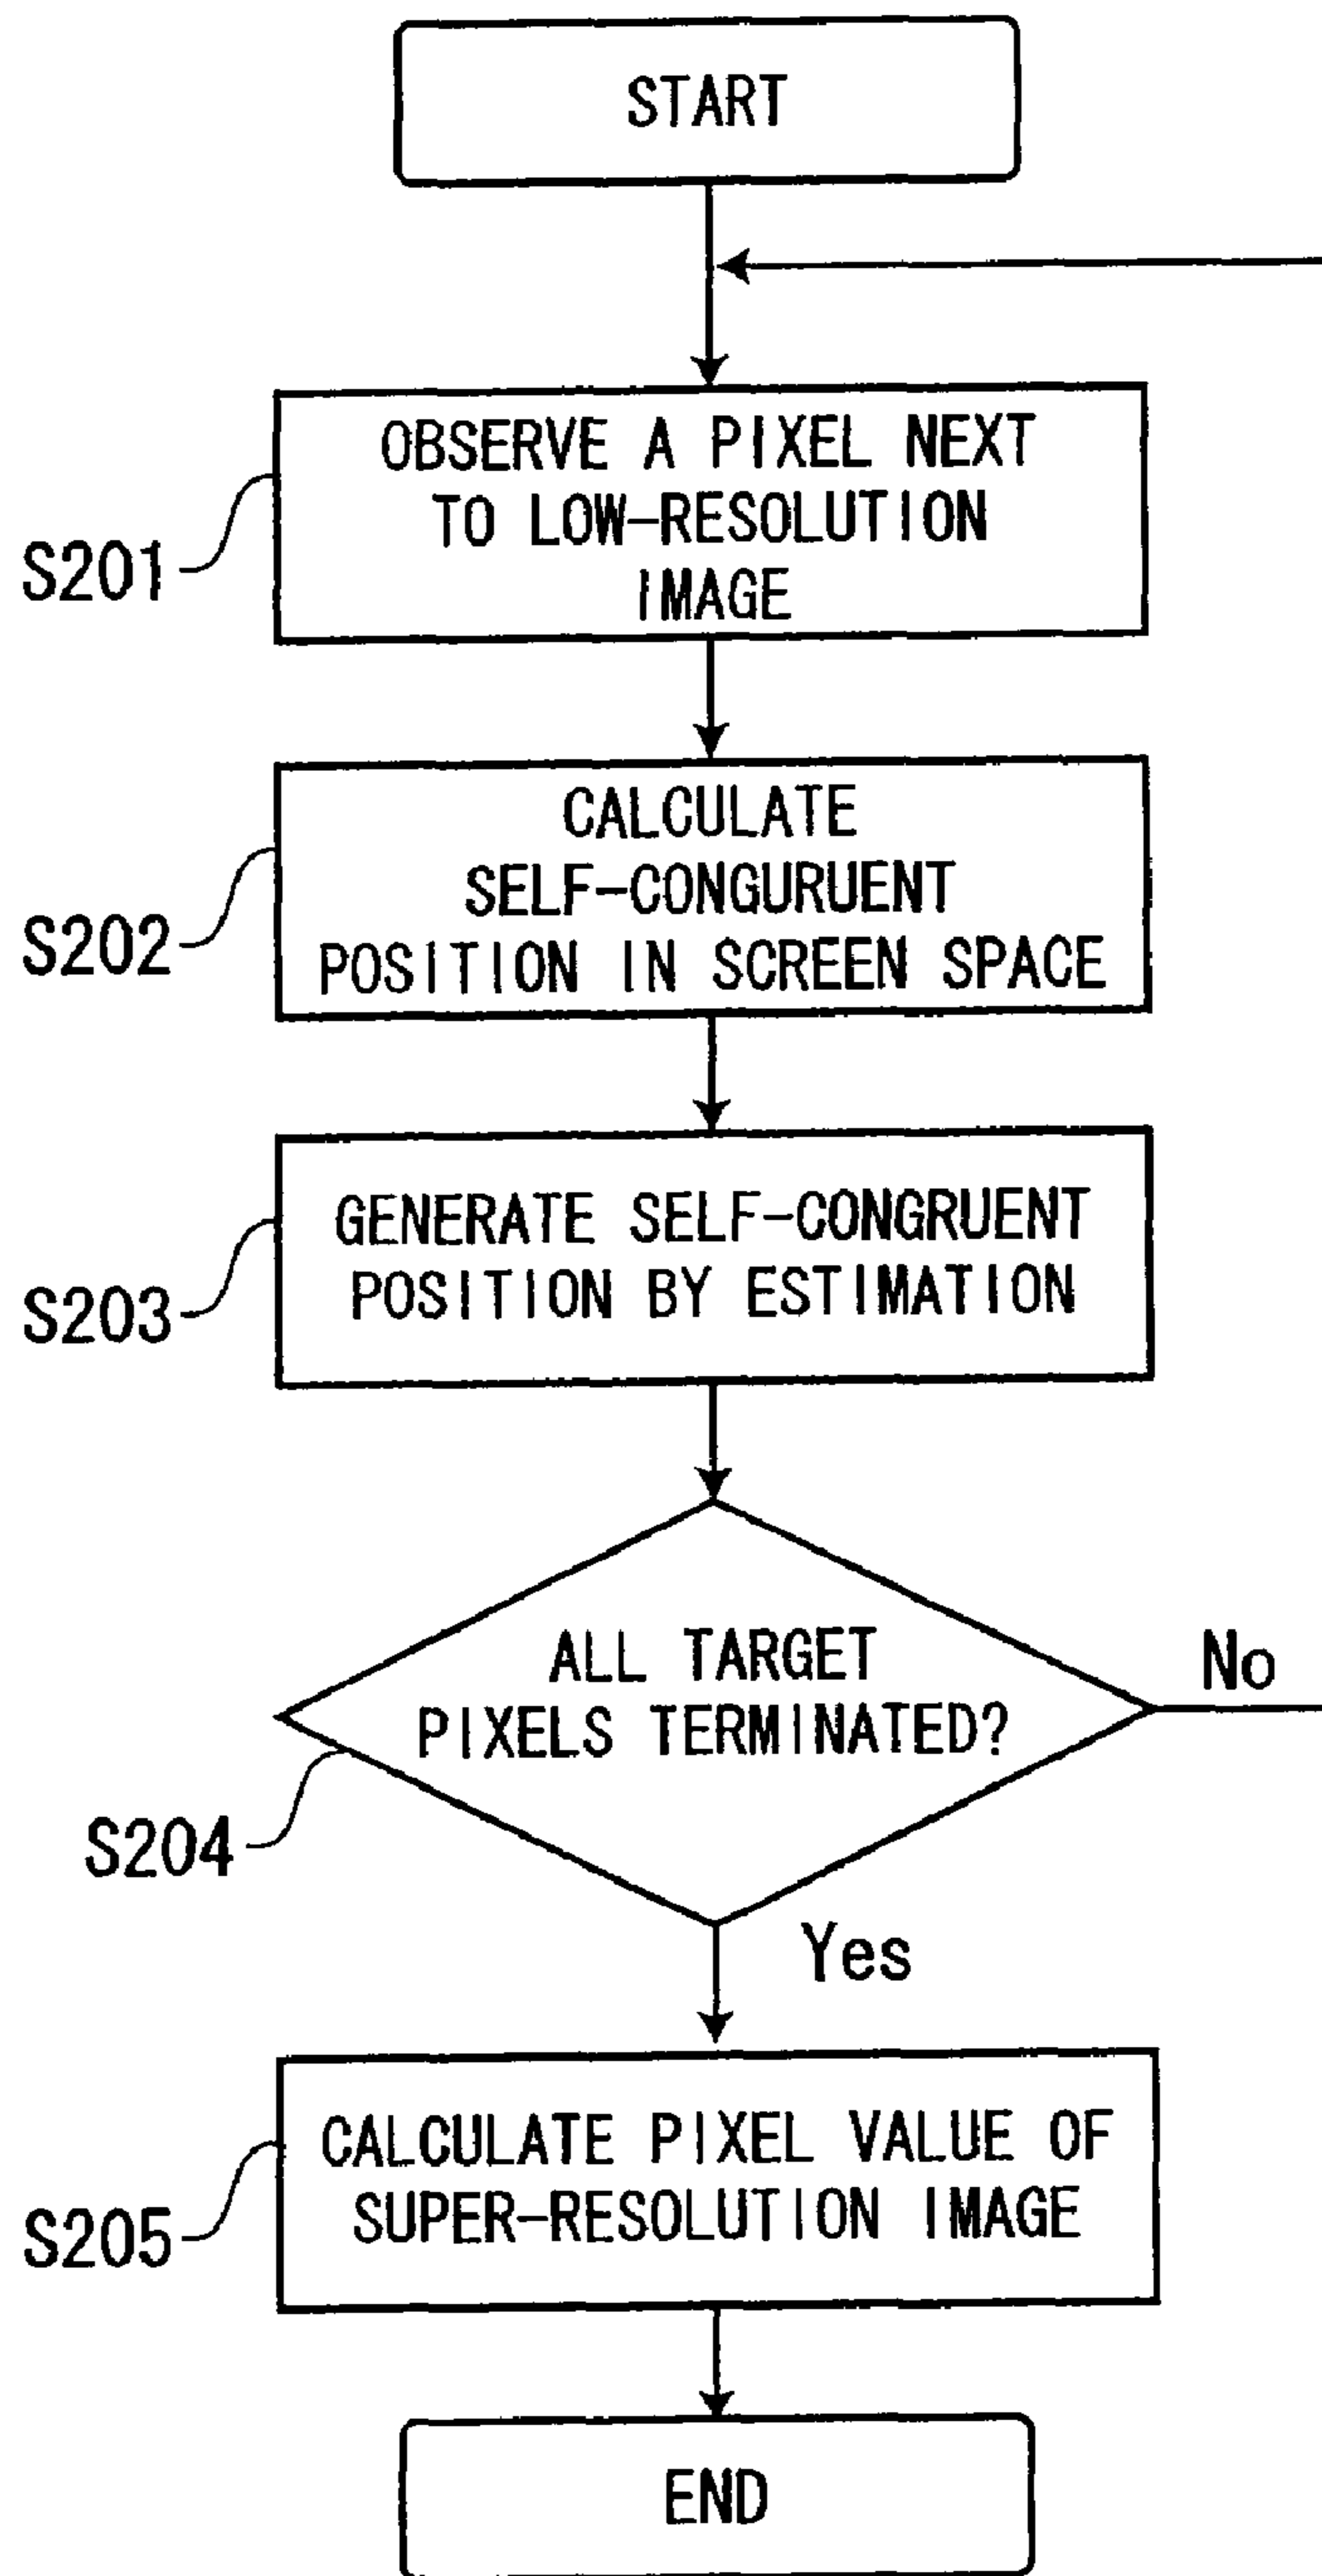 START
OBSERVE A PIXEL NEXT
TO LOW-RESOLUTION
IMAGE
S201
CALCULATE
SELF-CONGURUENT
POSITION IN SCREEN SPACE
S202
GENERATE SELF-CONGRUENT
POSITION BY ESTIMATION
S203
ALL TARGET
PIXELS TERMINATED?
No
S204
Yes
CALCULATE PIXEL VALUE OF
SUPER-RESOLUTION IMAGE
S205
END